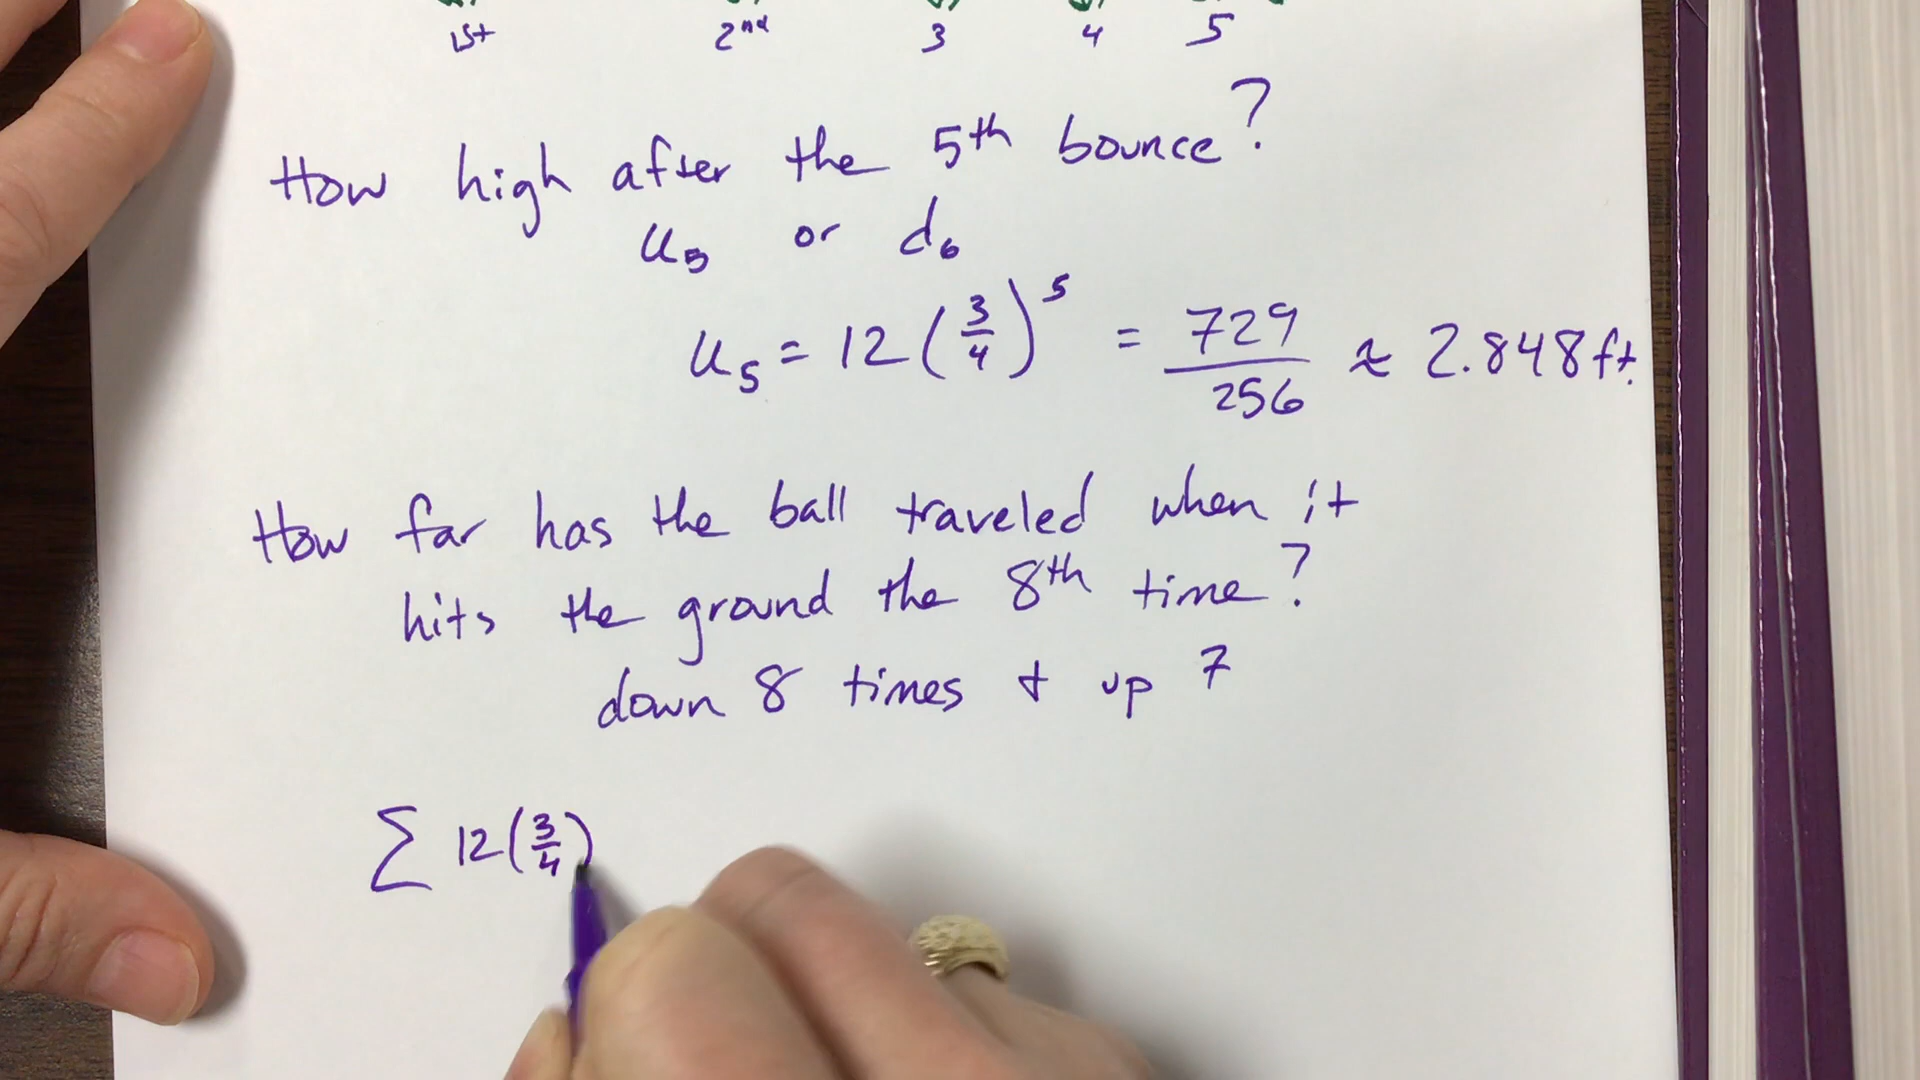 1st 2nd 3 4 5
How high after the 5th bounce?
u₅ or d₆
u₅ = 12(3/4)⁵ = 729/256 ≈ 2.848ft.
How far has the ball traveled when it
hits the ground the 8th time?
down 8 times + up 7
Σ 12(3/4)